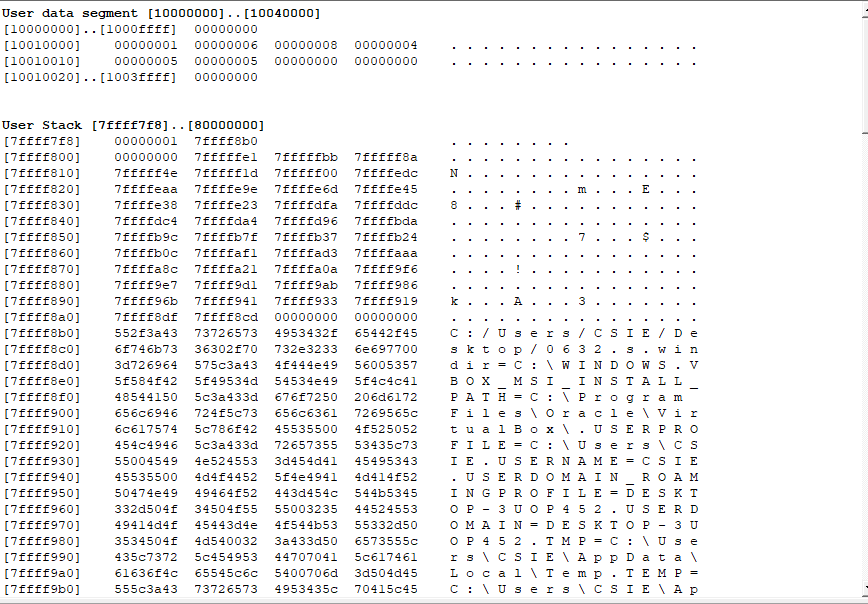 User data segment [10000000]..[10040000]
[10000000]..[1000ffff] 00000000
[10010000] 00000001 00000006 00000008 00000004 . . . . . . . . . . . . . . . .
[10010010] 00000005 00000005 00000000 00000000 . . . . . . . . . . . . . . . .
[10010020]..[1003ffff] 00000000
User Stack [7ffff7f8]..[80000000]
[7ffff7f8] 00000001 7ffff8b0 . . . . . . . .
[7ffff800] 00000000 7fffffe1 7fffffbb 7fffff8a . . . . . . . . . . . . . . . .
[7ffff810] 7fffff4e 7fffff1d 7fffff00 7ffffedc N . . . . . . . . . . . . . . .
[7ffff820] 7ffffeaa 7ffffe9e 7ffffe6d 7ffffe45 . . . . . . . . m . . . E . . .
[7ffff830] 7ffffe38 7ffffe23 7ffffdfa 7ffffddc 8 . . . # . . . . . . . . . . .
[7ffff840] 7ffffdc4 7ffffda4 7ffffd96 7ffffbda . . . . . . . . . . . . . . . .
[7ffff850] 7ffffb9c 7ffffb7f 7ffffb37 7ffffb24 . . . . . . . . 7 . . . $ . . .
[7ffff860] 7ffffb0c 7ffffaf1 7ffffad3 7ffffaaa . . . . . . . . . . . . . . . .
[7ffff870] 7ffffa8c 7ffffa21 7ffffa0a 7ffff9f6 . . . . ! . . . . . . . . . . .
[7ffff880] 7ffff9e7 7ffff9d1 7ffff9ab 7ffff986 . . . . . . . . . . . . . . . .
[7ffff890] 7ffff96b 7ffff941 7ffff933 7ffff919 k . . . A . . . 3 . . . . . . .
[7ffff8a0] 7ffff8df 7ffff8cd 00000000 00000000 . . . . . . . . . . . . . . . .
[7ffff8b0] 552f3a43 73726573 4953432f 65442f45 C : / U s e r s / C S I E / D e
[7ffff8c0] 6f746b73 36302f70 732e3233 6e697700 s k t o p / 0 6 3 2 . s . w i n
[7ffff8d0] 3d726964 575c3a43 4f444e49 56005357 d i r = C : \ W I N D O W S . V
[7ffff8e0] 5f584f42 5f49534d 54534e49 5f4c4c41 B O X _ M S I _ I N S T A L L _
[7ffff8f0] 48544150 5c3a433d 676f7250 206d6172 P A T H = C : \ P r o g r a m
[7ffff900] 656c6946 724f5c73 656c6361 7269565c F i l e s \ O r a c l e \ V i r
[7ffff910] 6c617574 5c786f42 45535500 4f525052 t u a l B o x \ . U S E R P R O
[7ffff920] 454c4946 5c3a433d 72657355 53435c73 F I L E = C : \ U s e r s \ C S
[7ffff930] 55004549 4e524553 3d454d41 45495343 I E . U S E R N A M E = C S I E
[7ffff940] 45535500 4d4f4452 5f4e4941 4d414f52 . U S E R D O M A I N _ R O A M
[7ffff950] 50474e49 49464f52 443d454c 544b5345 I N G P R O F I L E = D E S K T
[7ffff960] 332d504f 34504f55 55003235 44524553 O P - 3 U O P 4 5 2 . U S E R D
[7ffff970] 49414d4f 45443d4e 4f544b53 55332d50 O M A I N = D E S K T O P - 3 U
[7ffff980] 3534504f 4d540032 3a433d50 6573555c O P 4 5 2 . T M P = C : \ U s e
[7ffff990] 435c7372 5c454953 44707041 5c617461 r s \ C S I E \ A p p D a t a \
[7ffff9a0] 61636f4c 65545c6c 5400706d 3d504d45 L o c a l \ T e m p . T E M P =
[7ffff9b0] 555c3a43 73726573 4953435c 70415c45 C : \ U s e r s \ C S I E \ A p